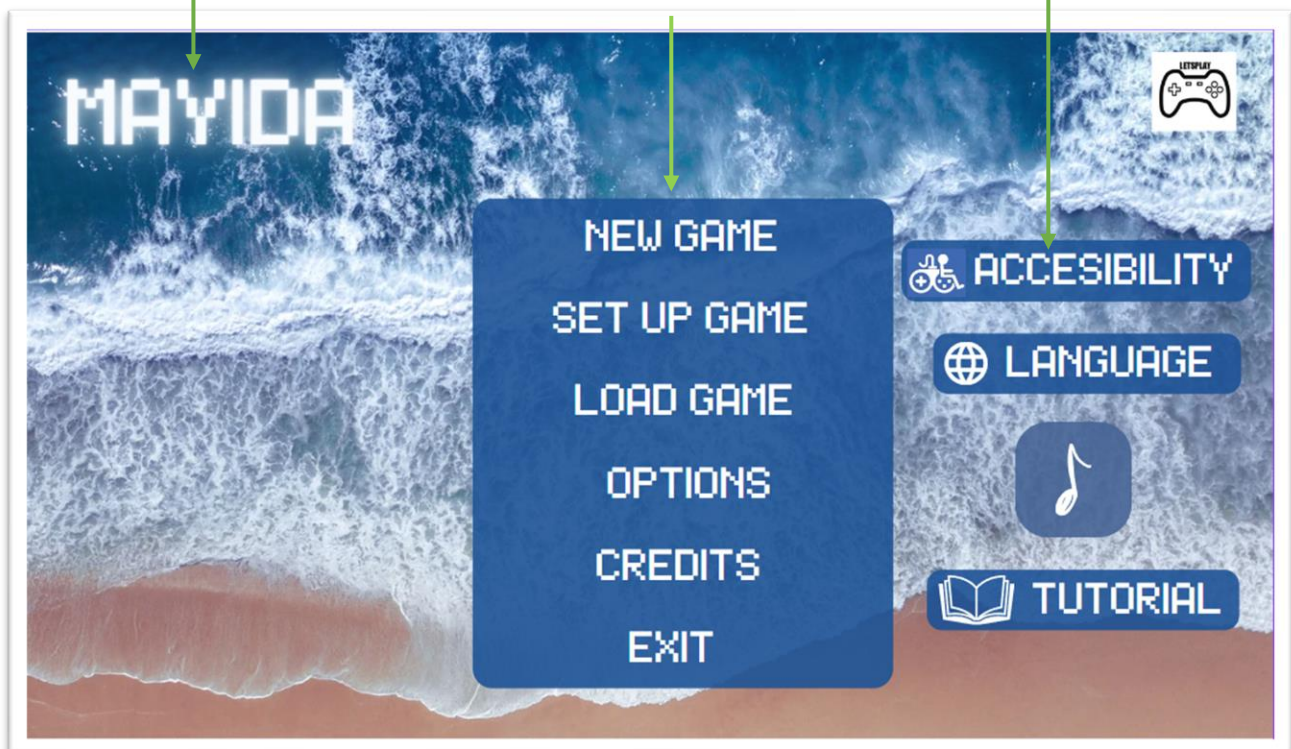 MAYIDA
LETSPLAY
NEW GAME
SET UP GAME
LOAD GAME
OPTIONS
CREDITS
EXIT
ACCESIBILITY
LANGUAGE
TUTORIAL